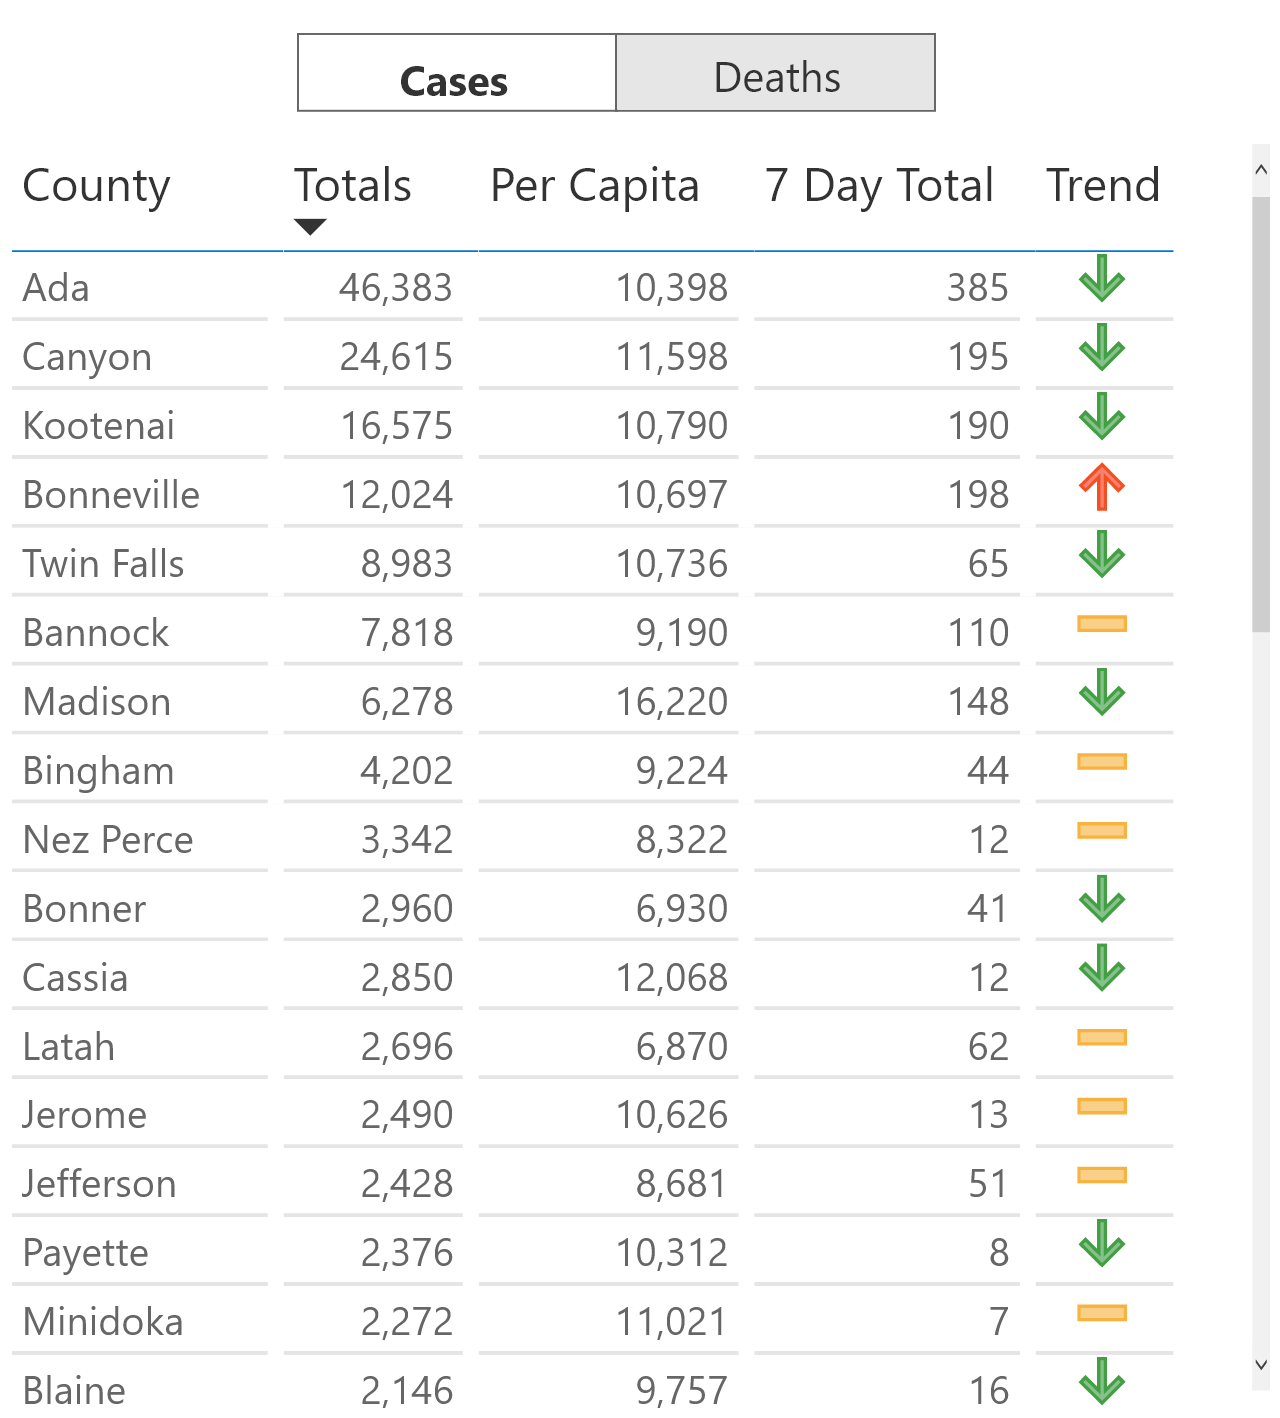 Cases Deaths
County Totals Per Capita 7 Day Total Trend
Ada 46,383 10,398 385
Canyon 24,615 11,598 195
Kootenai 16,575 10,790 190
Bonneville 12,024 10,697 198
Twin Falls 8,983 10,736 65
Bannock 7,818 9,190 110
Madison 6,278 16,220 148
Bingham 4,202 9,224 44
Nez Perce 3,342 8,322 12
Bonner 2,960 6,930 41
Cassia 2,850 12,068 12
Latah 2,696 6,870 62
Jerome 2,490 10,626 13
Jefferson 2,428 8,681 51
Payette 2,376 10,312 8
Minidoka 2,272 11,021 7
Blaine 2,146 9,757 16